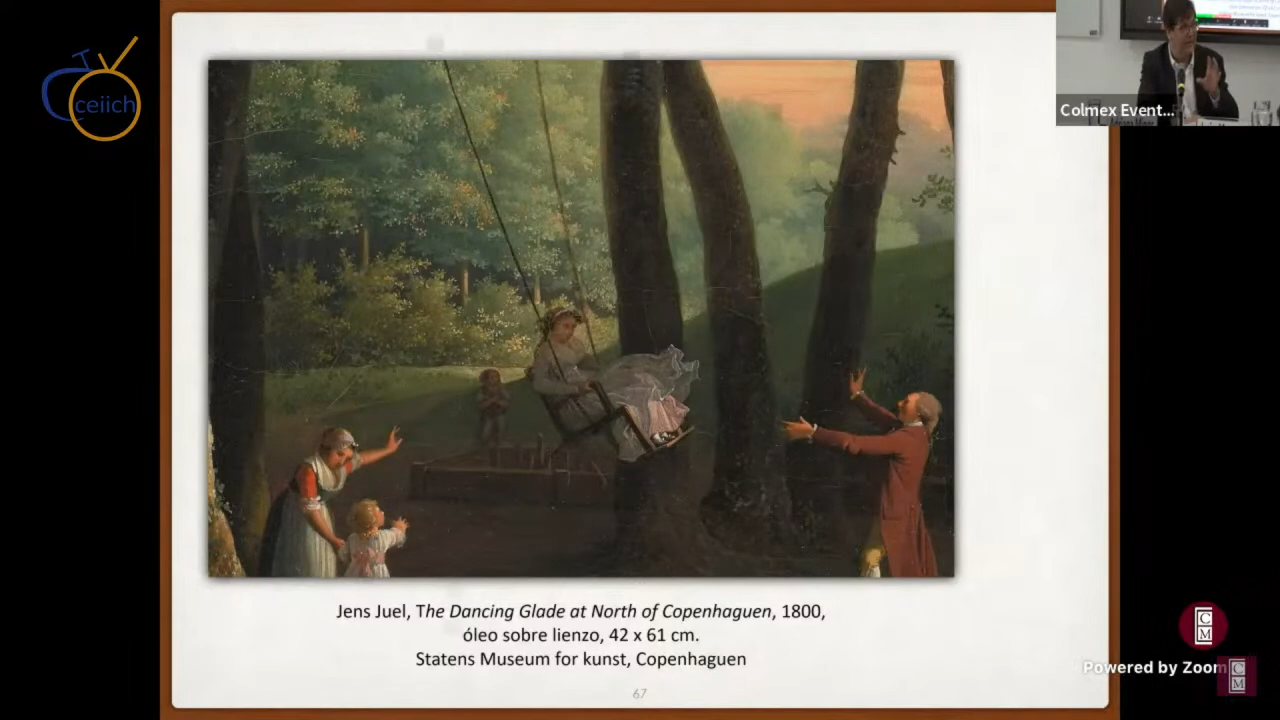 ceiich
Colmex Event...
Jens Juel, The Dancing Glade at North of Copenhaguen, 1800,
óleo sobre lienzo, 42 x 61 cm.
Statens Museum for kunst, Copenhaguen
67
C
M
Powered by Zoom
C
M